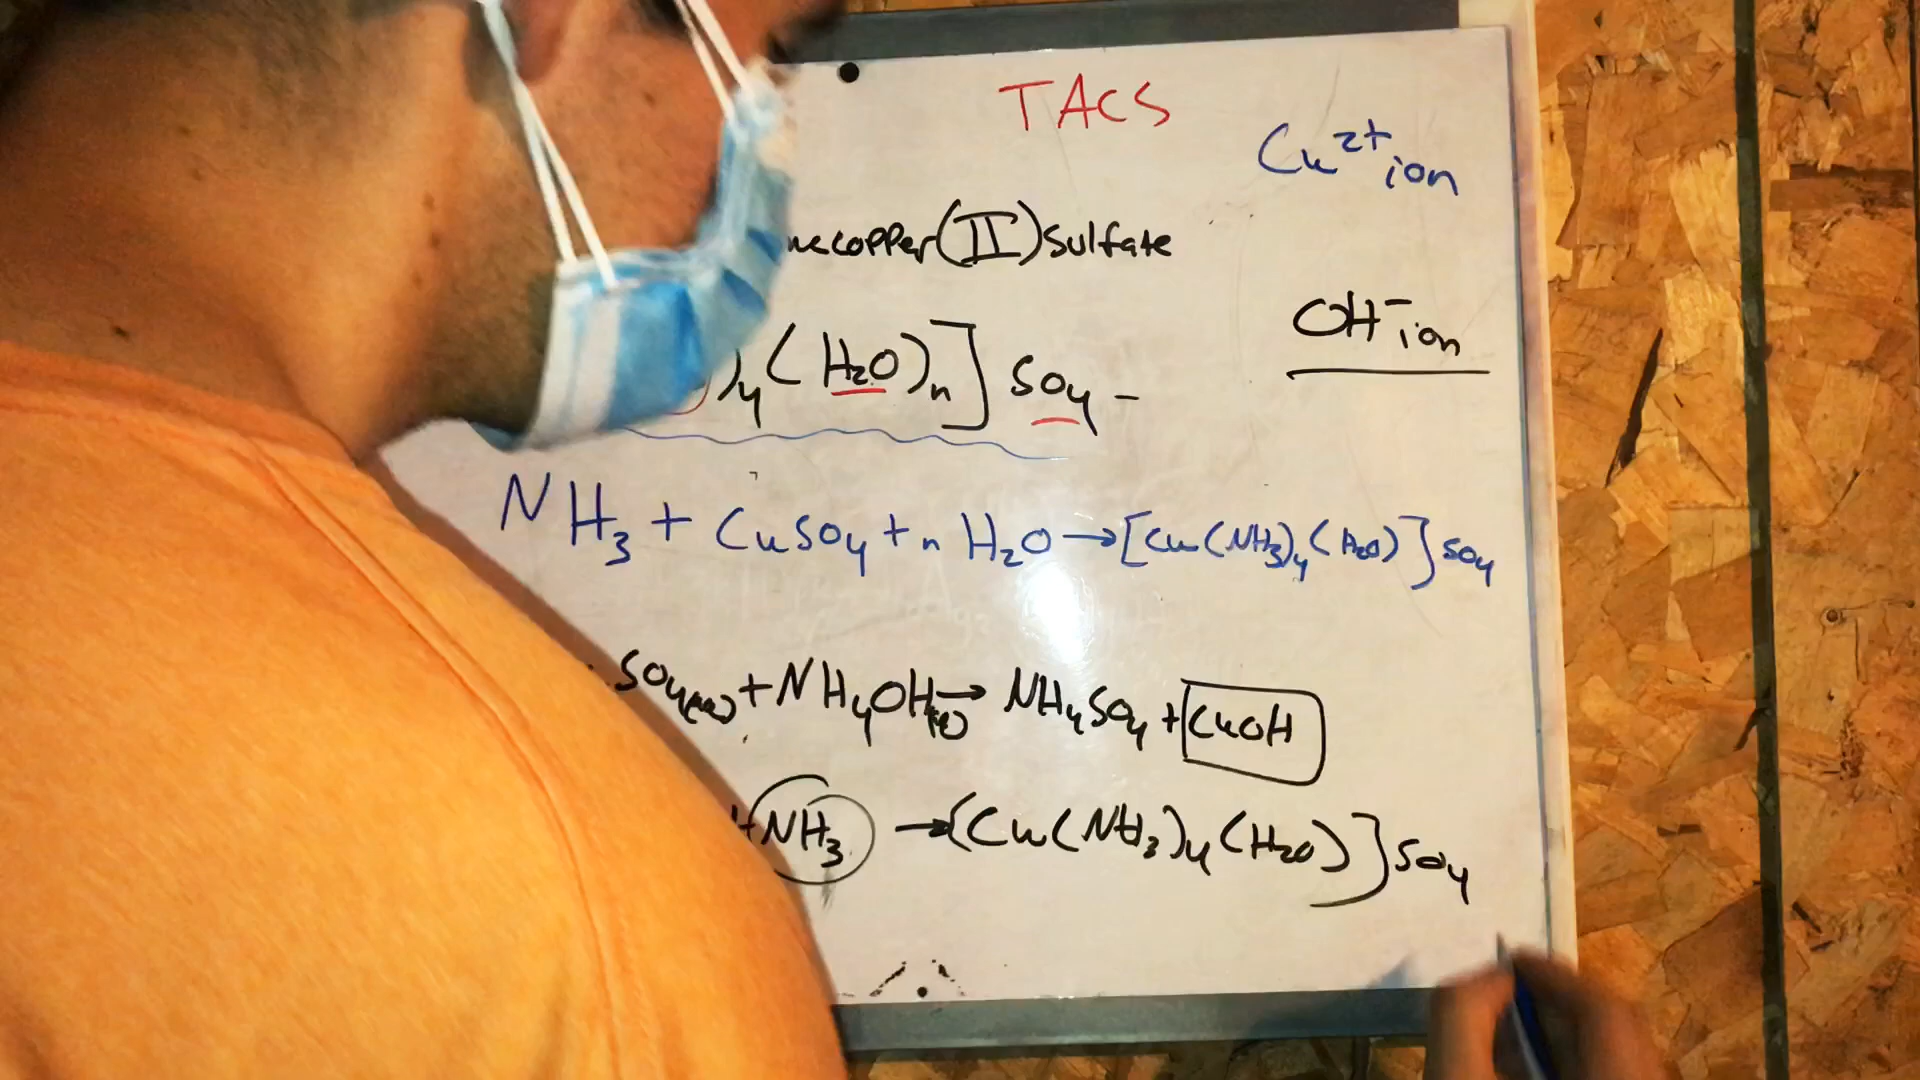 TACS
Cu²⁺ ion
copper(II)sulfate
OH⁻ ion
)₄(H₂O)ₙ]SO₄ -
NH₃ + CuSO₄ + n H₂O → [Cu(NH₃)₄(H₂O)]SO₄
SO₄(aq) + NH₄OH → NH₄SO₄ + CuOH
+ NH₃ → [Cu(NH₃)₄(H₂O)]SO₄